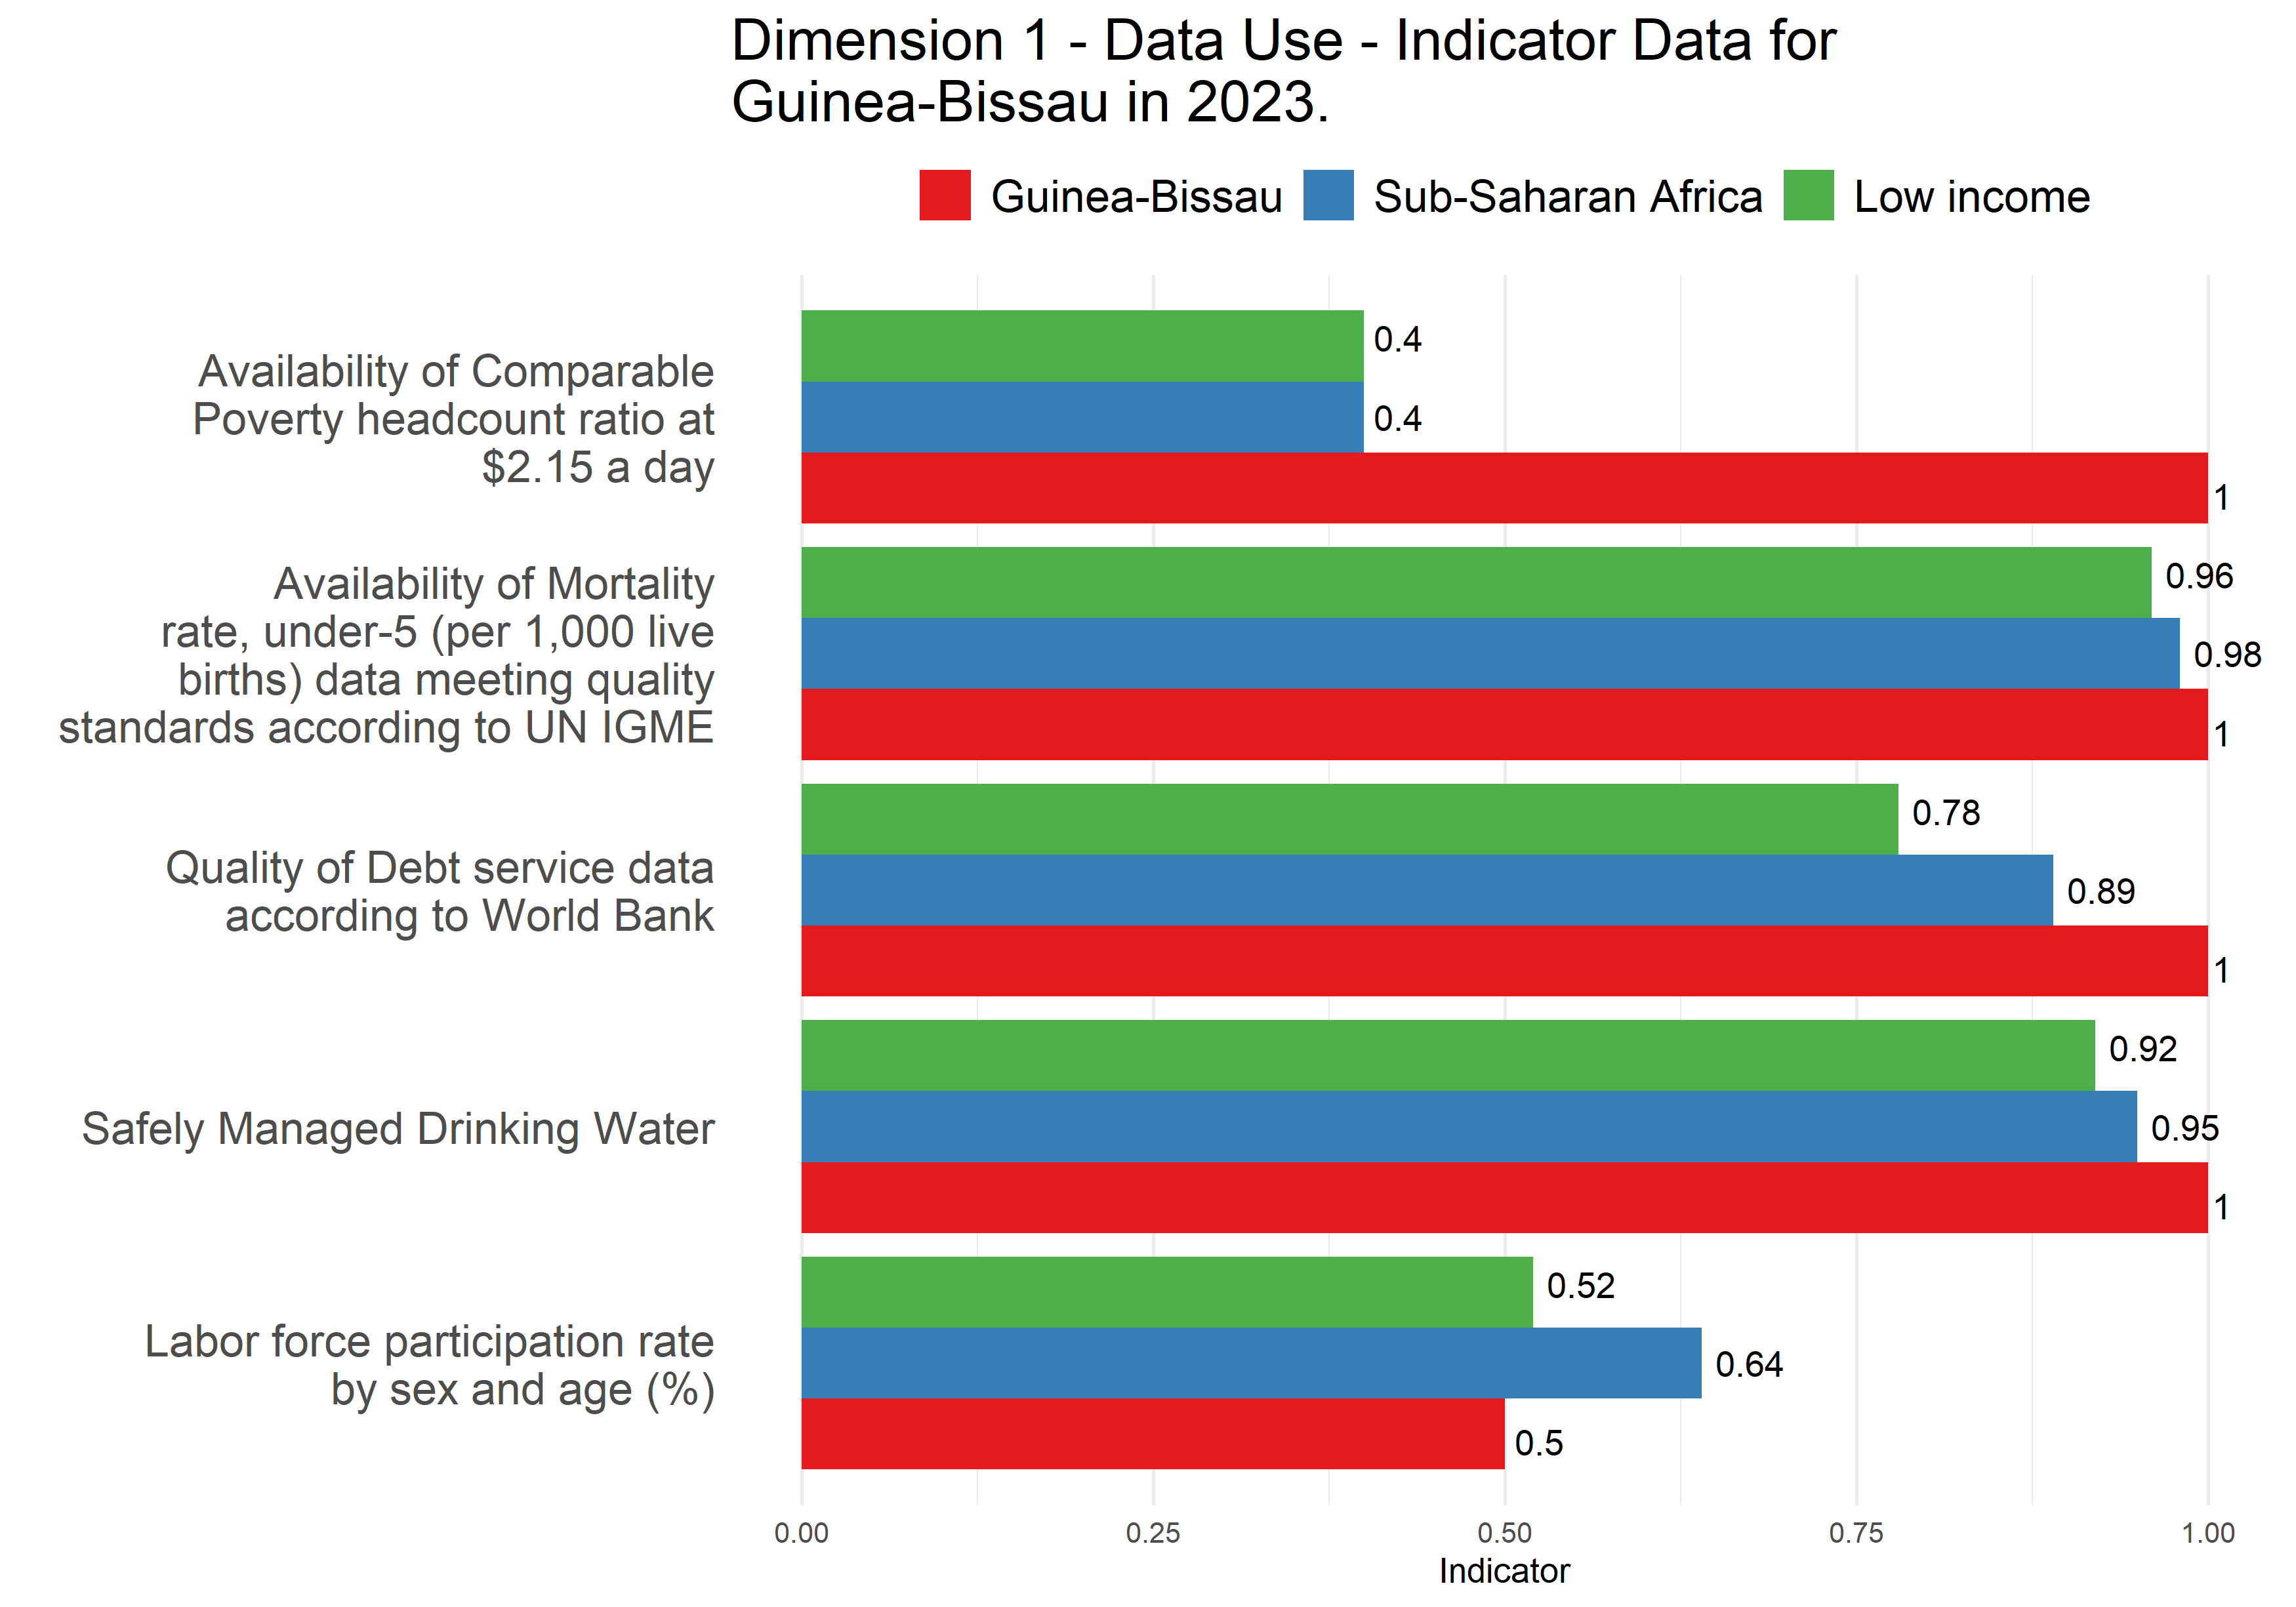 Dimension 1 - Data Use - Indicator Data for
Guinea-Bissau in 2023.
Guinea-Bissau Sub-Saharan Africa Low income
Availability of Comparable
Poverty headcount ratio at
$2.15 a day
0.4
0.4
1
Availability of Mortality
rate, under-5 (per 1,000 live
births) data meeting quality
standards according to UN IGME
0.96
0.98
1
Quality of Debt service data
according to World Bank
0.78
0.89
1
Safely Managed Drinking Water
0.92
0.95
1
Labor force participation rate
by sex and age (%)
0.52
0.64
0.5
0.00 0.25 0.50 0.75 1.00
Indicator